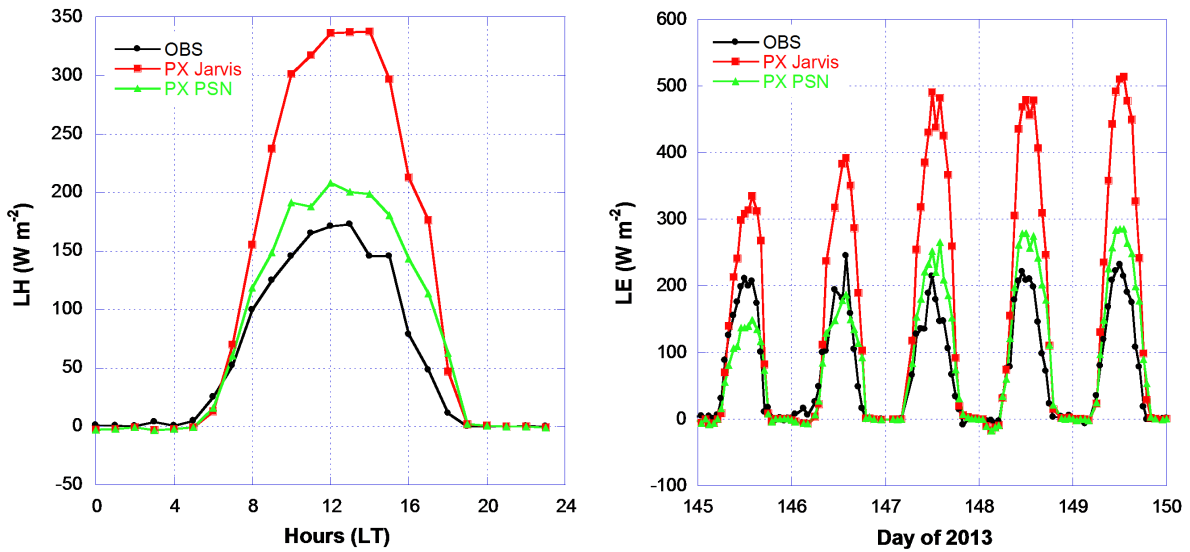 350
300
250
200
150
100
50
0
-50
LH (W m-2)
OBS
PX Jarvis
PX PSN
0 4 8 12 16 20 24
Hours (LT)
600
500
400
300
200
100
0
-100
LE (W m-2)
OBS
PX Jarvis
PX PSN
145 146 147 148 149 150
Day of 2013